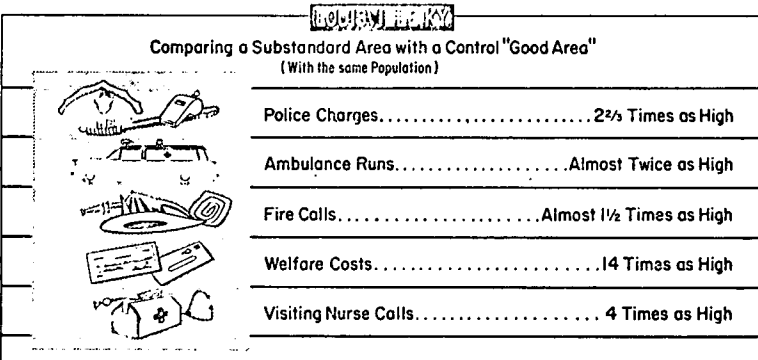 Comparing a Substandard Area with a Control "Good Area"
(With the same Population)
Police Charges........................2⅔ Times as High
Ambulance Runs....................Almost Twice as High
Fire Calls........................Almost 1½ Times as High
Welfare Costs........................14 Times as High
Visiting Nurse Calls.................... 4 Times as High